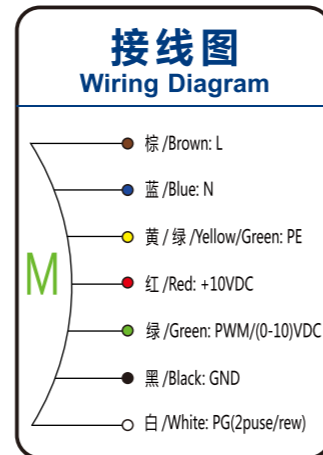 接线图
Wiring Diagram
棕/Brown: L
蓝/Blue: N
黄/绿/Yellow/Green: PE
M
红/Red: +10VDC
绿/Green: PWM/(0-10)VDC
黑/Black: GND
白/White: PG(2puse/rew)